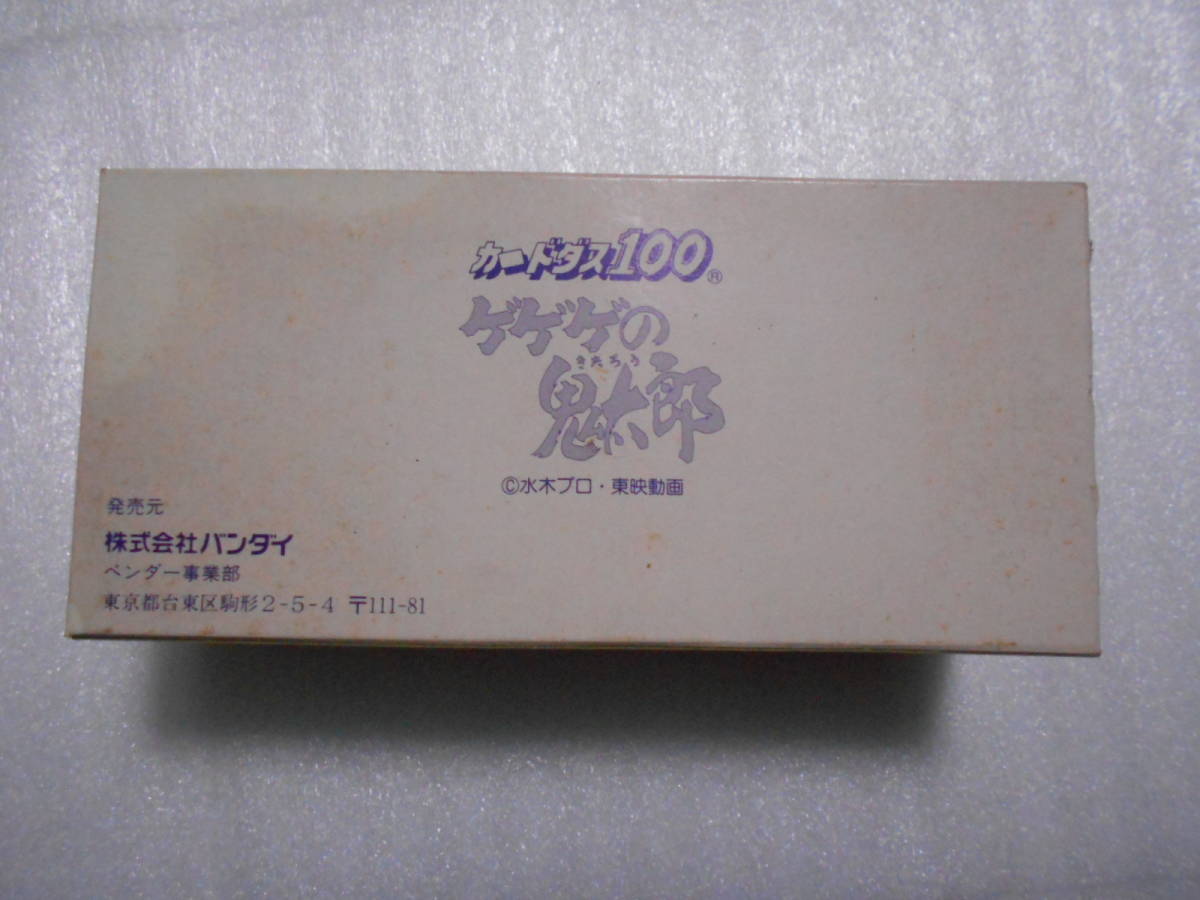 カードダス100®
ゲゲゲの
きたろう
鬼太郎
©水木プロ・東映動画
発売元
株式会社バンダイ
ベンダー事業部
東京都台東区駒形2-5-4 〒111-81